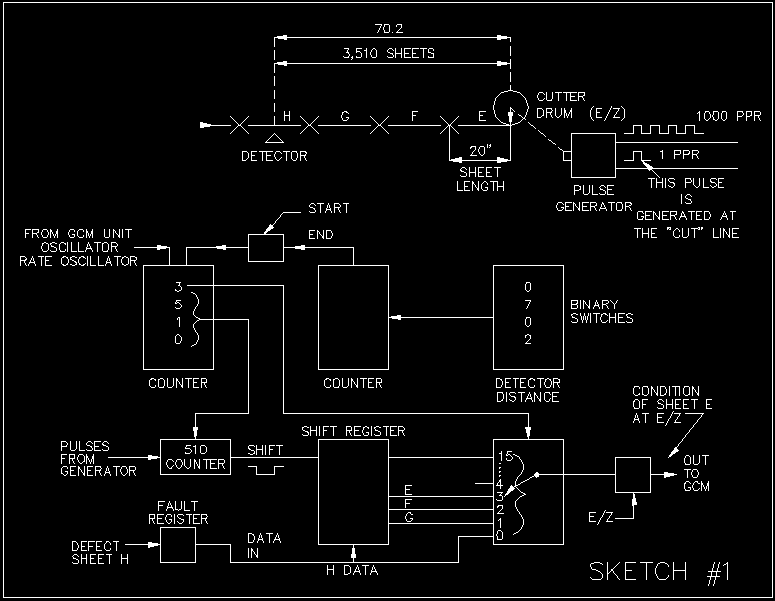 70.2
3,510 SHEETS
H
G
F
E
CUTTER
DRUM
(E/Z)
1000 PPR
DETECTOR
20"
SHEET
LENGTH
1 PPR
PULSE
GENERATOR
THIS PULSE
IS
GENERATED AT
THE "CUT" LINE
START
FROM GCM UNIT
OSCILLATOR
RATE OSCILLATOR
END
3
5
1
0
COUNTER
COUNTER
0
7
0
2
BINARY
SWITCHES
DETECTOR
DISTANCE
CONDITION
OF SHEET E
AT E/Z
PULSES
FROM
GENERATOR
510
COUNTER
SHIFT
SHIFT REGISTER
E
F
G
15
4
3
2
1
0
OUT
TO
GCM
E/Z
FAULT
REGISTER
DEFECT
SHEET H
DATA
IN
H DATA
SKETCH #1